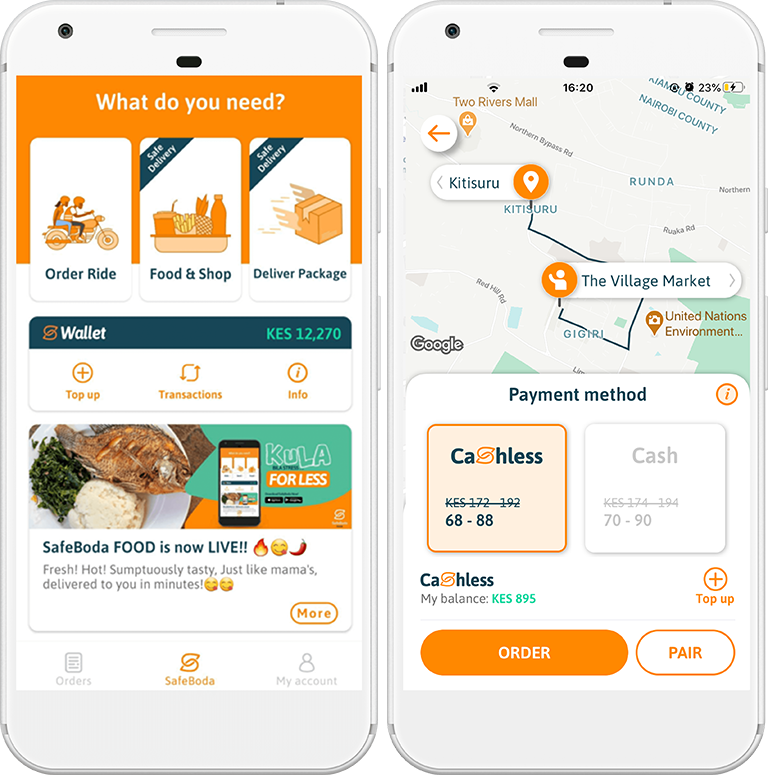 What do you need?
Safe
Delivery
Safe
Delivery
Order Ride
Food & Shop
Deliver Package
Wallet
KES 12,270
Top up
Transactions
Info
KULA
BILA STRESS
FOR LESS
SafeBoda
SafeBoda FOOD is now LIVE!! 🔥😋🌶️
Fresh! Hot! Sumptuously tasty, Just like mama's,
delivered to you in minutes!😋😋
More
Orders
SafeBoda
My account
16:20
23%
KIAMBU COUNTY
NAIROBI COUNTY
Two Rivers Mall
Northern Bypass Rd
Kitisuru
RUNDA
Northern
KITISURU
Ruaka Rd
The Village Market
Red Hill Rd
United Nations
Environment...
GIGIRI
Google
Lim
Payment method
Cashless
KES 172 - 192
68 - 88
Cash
KES 174 - 194
70 - 90
Cashless
My balance: KES 895
Top up
ORDER
PAIR